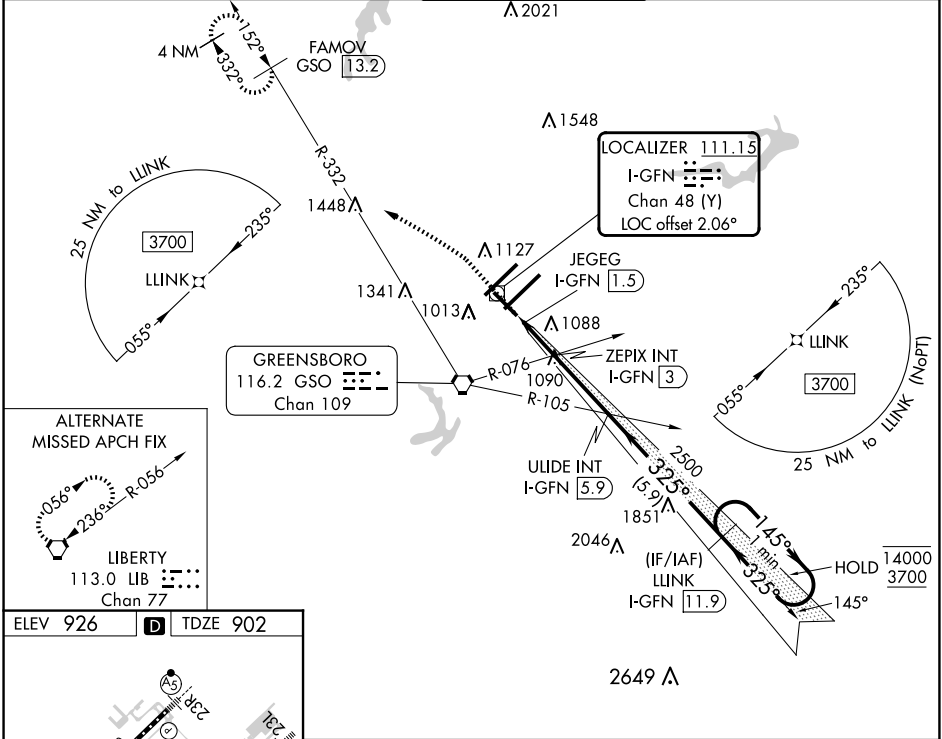 2021
4 NM
152°
332°
FAMOV
GSO 13.2
1548
LOCALIZER 111.15
I-GFN
Chan 48 (Y)
LOC offset 2.06°
R-332
25 NM to LLINK
3700
235°
LLINK
055°
1448
1127
JEGEG
I-GFN 1.5
1341
1013
1088
ZEPIX INT
I-GFN 3
R-076
1090
R-105
GREENSBORO
116.2 GSO
Chan 109
235°
LLINK
3700
055°
25 NM to LLINK (NoPT)
ALTERNATE
MISSED APCH FIX
056°
236°
R-056
LIBERTY
113.0 LIB
Chan 77
ULIDE INT
I-GFN 5.9
2500
325°
(5.9)
1851
2046
(IF/IAF)
LLINK
I-GFN 11.9
145°
1 min
325°
HOLD
14000
3700
145°
2649
ELEV 926 D TDZE 902
A5
23R
P
23L